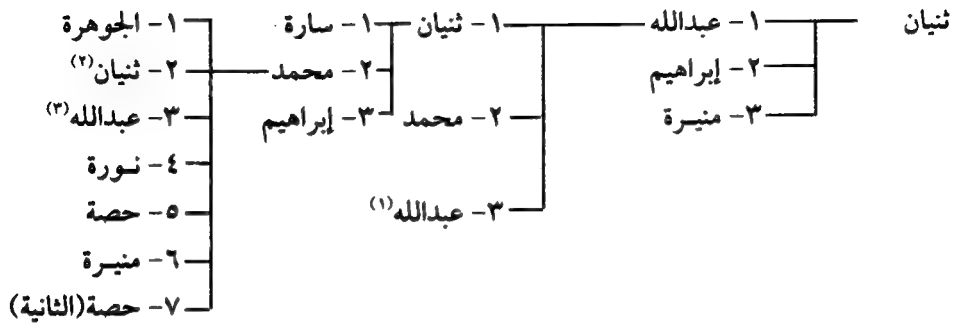 ثنيان
١- عبدالله
٢- إبراهيم
٣- منيرة
١- ثنيان
٢- محمد
٣- عبدالله(١)
١- سارة
٢- محمد
٣- إبراهيم
١- الجوهرة
٢- ثنيان(٢)
٣- عبدالله(٣)
٤- نورة
٥- حصة
٦- منيرة
٧- حصة(الثانية)